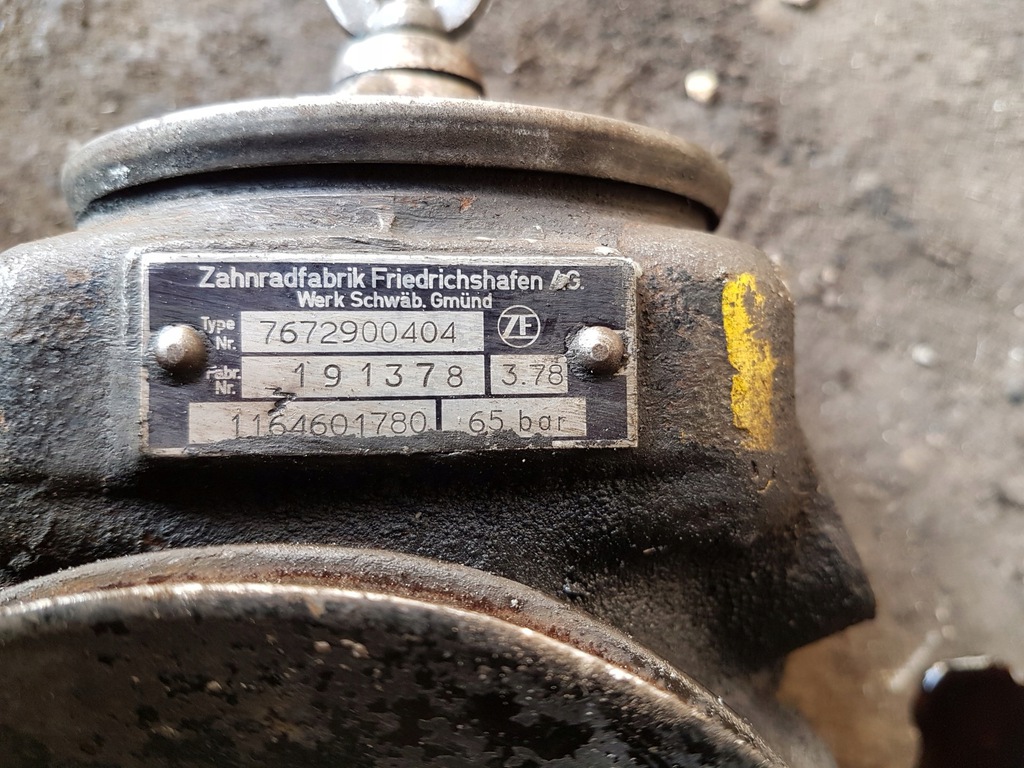 Zahnradfabrik Friedrichshafen AG.
Werk Schwäb. Gmünd
Type Nr. 7672900404 ZF
Fabr. Nr. 191378 3.78
1164601780 65 bar